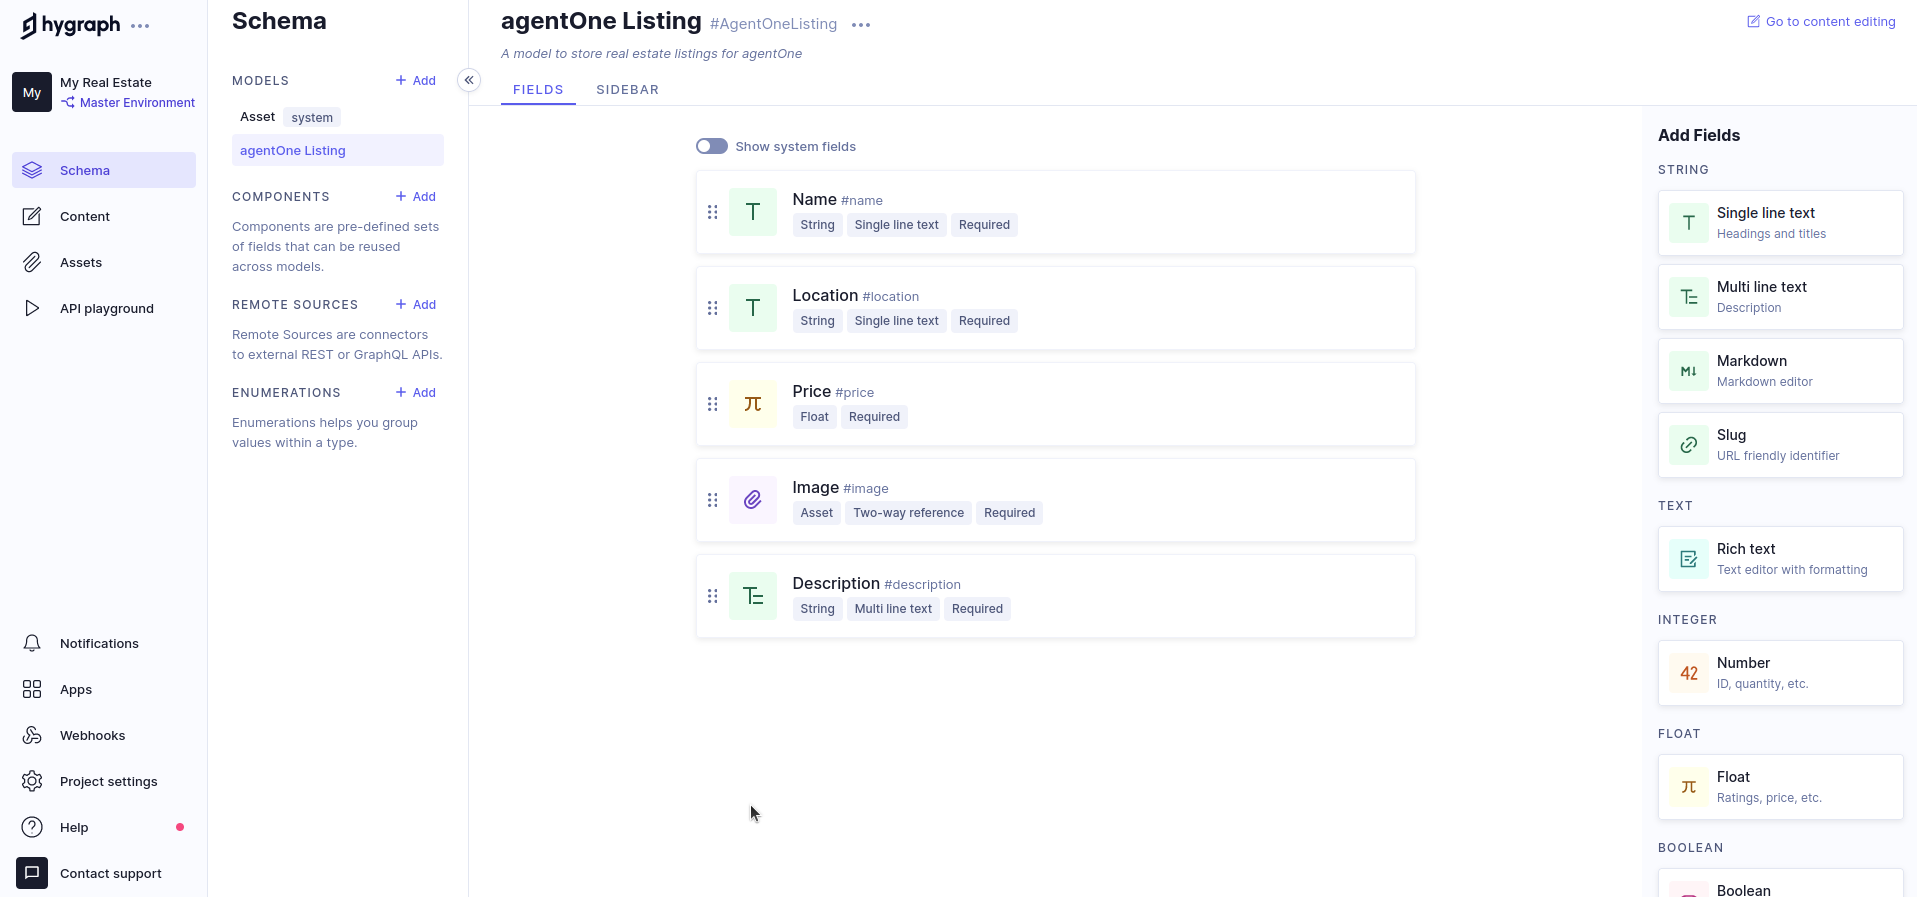 hygraph
My
My Real Estate
Master Environment
Schema
Content
Assets
API playground
Notifications
Apps
Webhooks
Project settings
Help
Contact support
Schema
MODELS
+ Add
Asset system
agentOne Listing
COMPONENTS
+ Add
Components are pre-defined sets
of fields that can be reused
across models.
REMOTE SOURCES
+ Add
Remote Sources are connectors
to external REST or GraphQL APIs.
ENUMERATIONS
+ Add
Enumerations helps you group
values within a type.
agentOne Listing #AgentOneListing
A model to store real estate listings for agentOne
Go to content editing
FIELDS SIDEBAR
Show system fields
Name #name
String Single line text Required
Location #location
String Single line text Required
Price #price
Float Required
Image #image
Asset Two-way reference Required
Description #description
String Multi line text Required
Add Fields
STRING
Single line text
Headings and titles
Multi line text
Description
Markdown
Markdown editor
Slug
URL friendly identifier
TEXT
Rich text
Text editor with formatting
INTEGER
42
Number
ID, quantity, etc.
FLOAT
Float
Ratings, price, etc.
BOOLEAN
Boolean